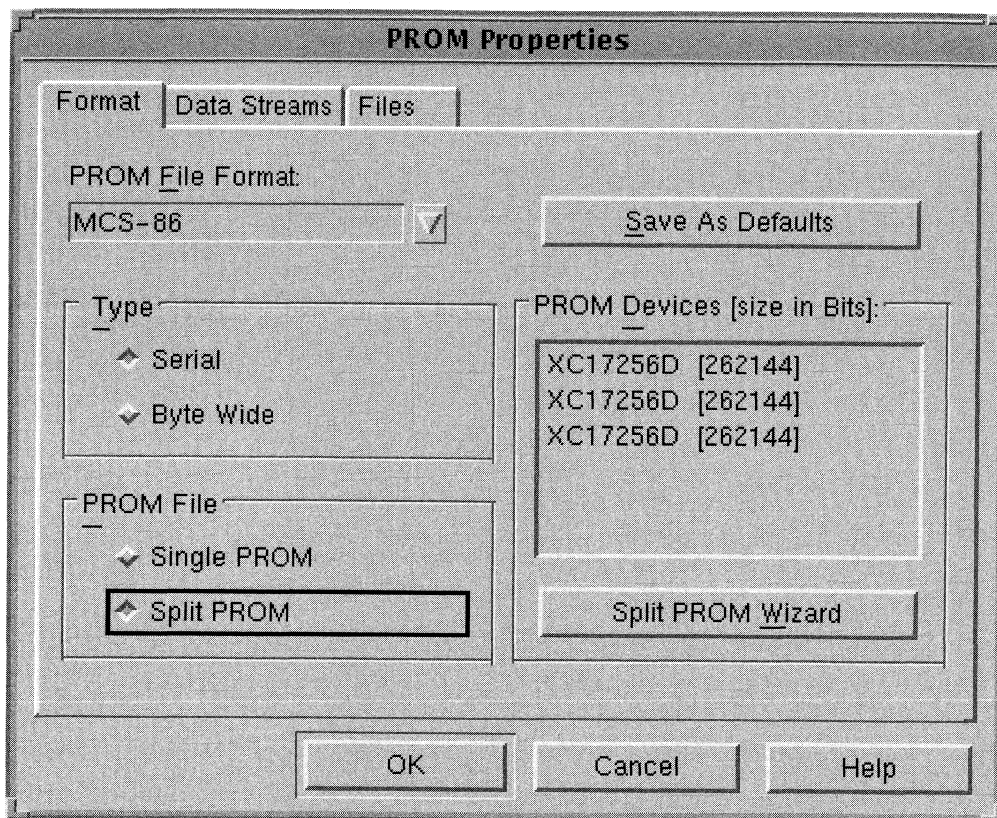 PROM Properties
Format
Data Streams
Files
PROM File Format:
MCS-86
Save As Defaults
Type
Serial
Byte Wide
PROM Devices [size in Bits]:
XC17256D [262144]
XC17256D [262144]
XC17256D [262144]
PROM File
Single PROM
Split PROM
Split PROM Wizard
OK
Cancel
Help